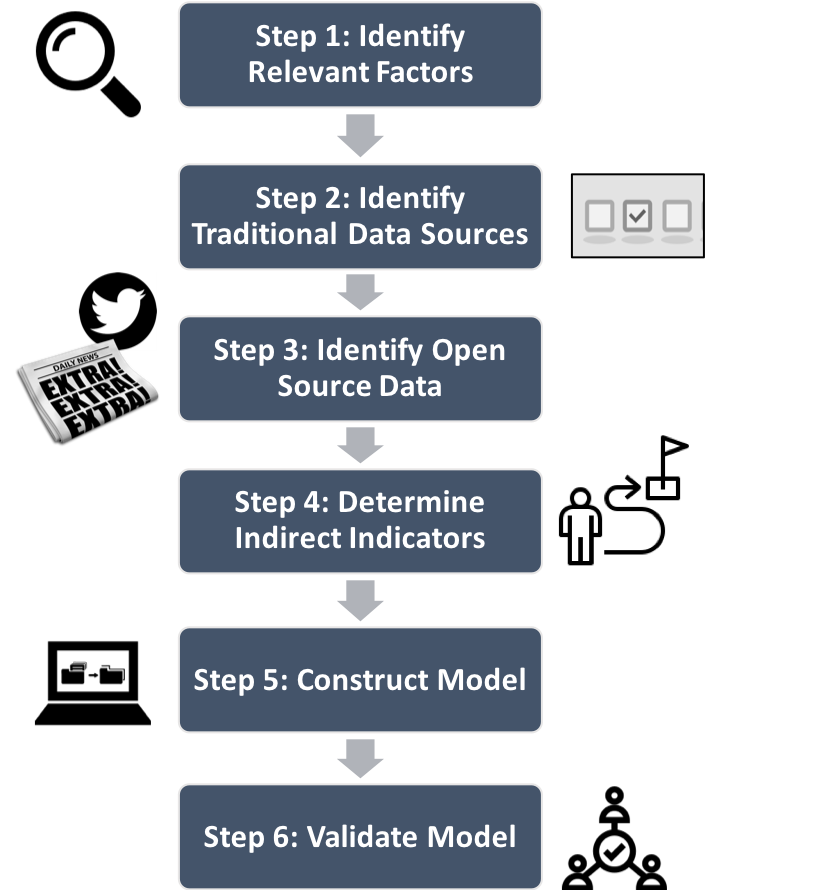 Step 1: Identify
Relevant Factors
Step 2: Identify
Traditional Data Sources
DAILY NEWS
EXTRA!
EXTRA!
EXTRA!
Step 3: Identify Open
Source Data
Step 4: Determine
Indirect Indicators
Step 5: Construct Model
Step 6: Validate Model